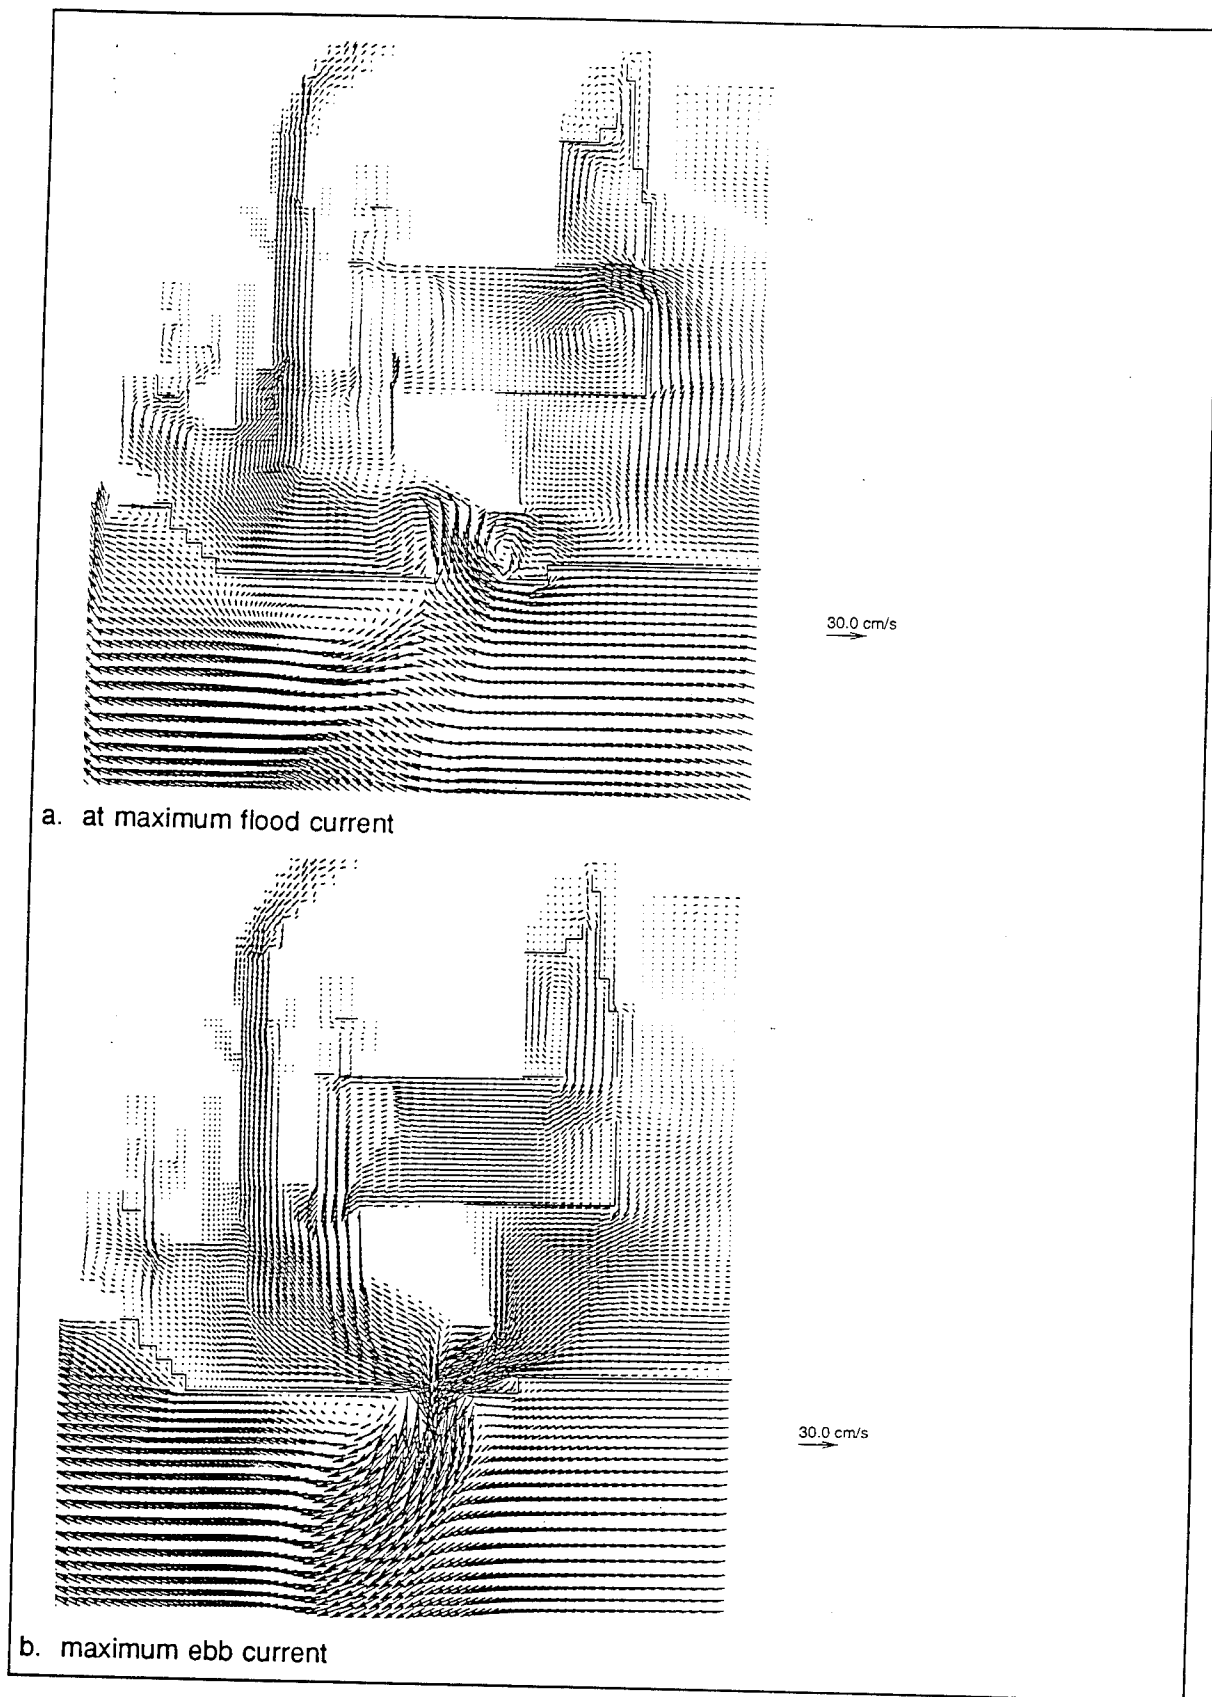 30.0 cm/s
a. at maximum flood current
30.0 cm/s
b. maximum ebb current